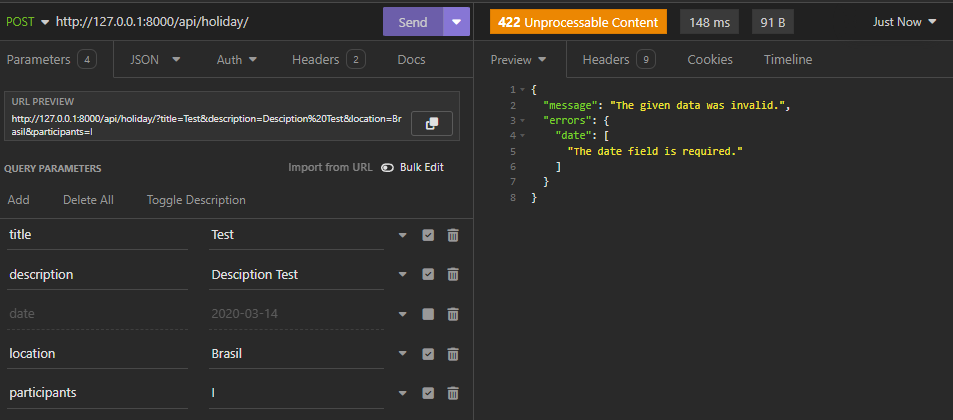 POST http://127.0.0.1:8000/api/holiday/ Send
422 Unprocessable Content 148 ms 91 B Just Now
Parameters 4 JSON Auth Headers 2 Docs
Preview Headers 9 Cookies Timeline
URL PREVIEW
http://127.0.0.1:8000/api/holiday/?title=Test&description=Desciption%20Test&location=Br
asil&participants=I
QUERY PARAMETERS Import from URL Bulk Edit
Add Delete All Toggle Description
title Test
description Desciption Test
date 2020-03-14
location Brasil
participants I
1 {
2 "message": "The given data was invalid.",
3 "errors": {
4 "date": [
5 "The date field is required."
6 ]
7 }
8 }